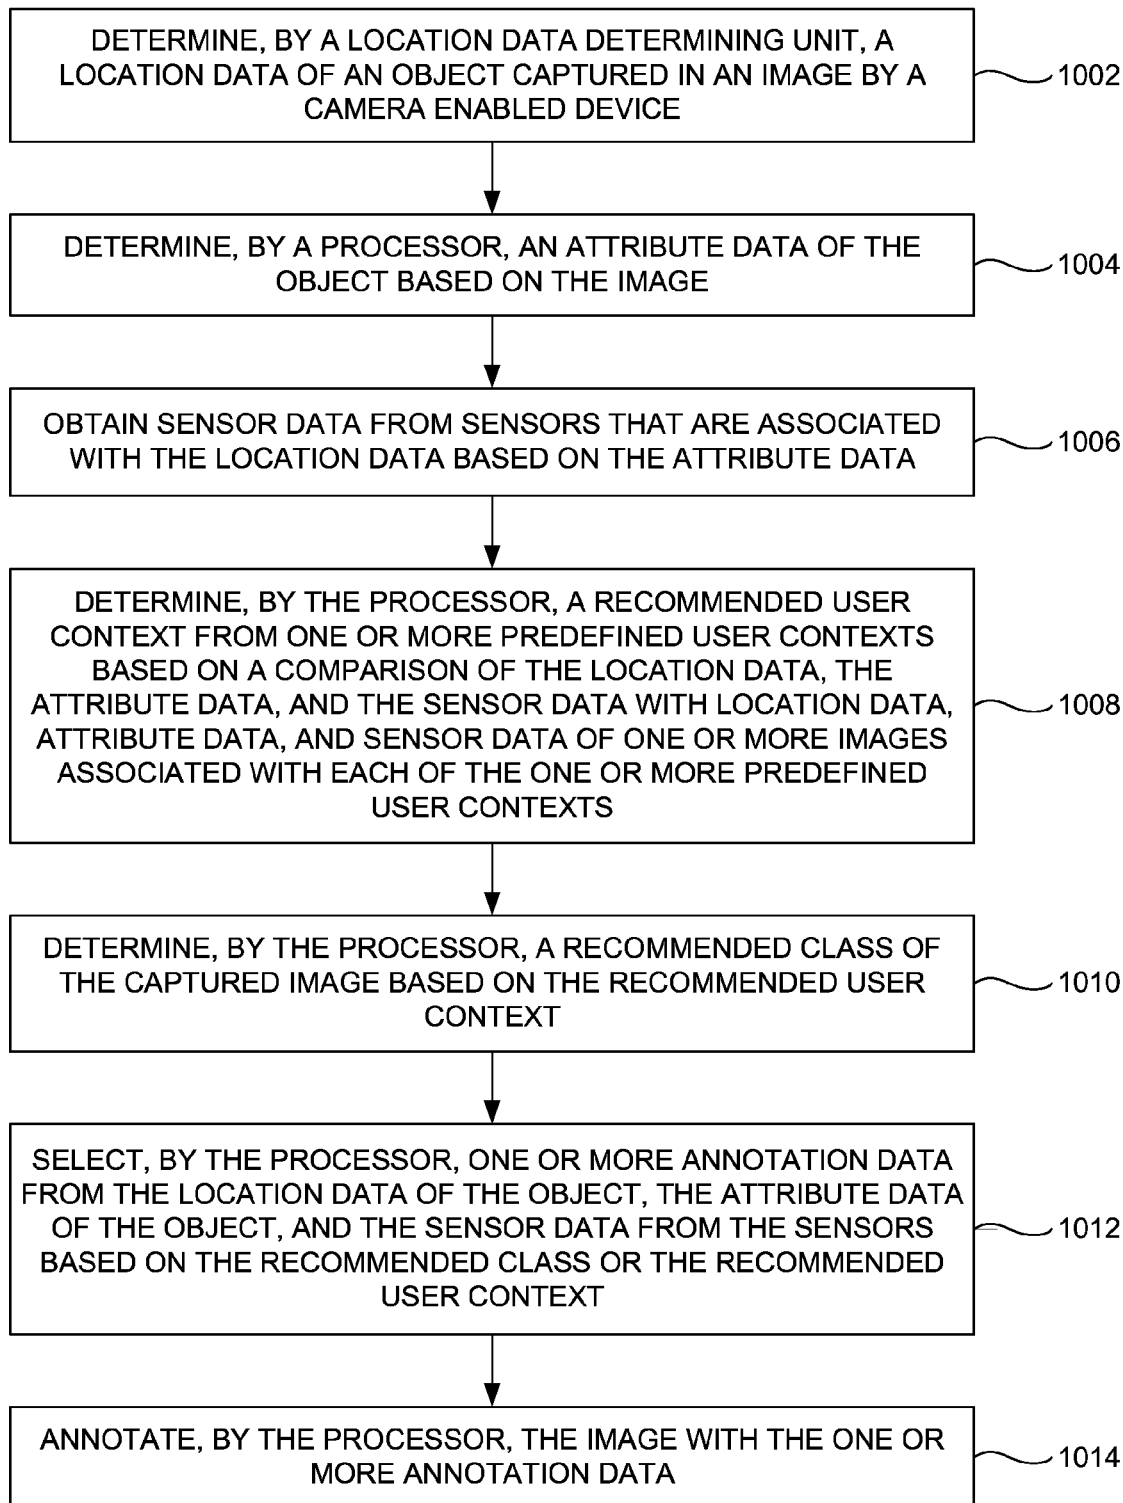 DETERMINE, BY A LOCATION DATA DETERMINING UNIT, A
LOCATION DATA OF AN OBJECT CAPTURED IN AN IMAGE BY A
CAMERA ENABLED DEVICE
1002
DETERMINE, BY A PROCESSOR, AN ATTRIBUTE DATA OF THE
OBJECT BASED ON THE IMAGE
1004
OBTAIN SENSOR DATA FROM SENSORS THAT ARE ASSOCIATED
WITH THE LOCATION DATA BASED ON THE ATTRIBUTE DATA
1006
DETERMINE, BY THE PROCESSOR, A RECOMMENDED USER
CONTEXT FROM ONE OR MORE PREDEFINED USER CONTEXTS
BASED ON A COMPARISON OF THE LOCATION DATA, THE
ATTRIBUTE DATA, AND THE SENSOR DATA WITH LOCATION DATA,
ATTRIBUTE DATA, AND SENSOR DATA OF ONE OR MORE IMAGES
ASSOCIATED WITH EACH OF THE ONE OR MORE PREDEFINED
USER CONTEXTS
1008
DETERMINE, BY THE PROCESSOR, A RECOMMENDED CLASS OF
THE CAPTURED IMAGE BASED ON THE RECOMMENDED USER
CONTEXT
1010
SELECT, BY THE PROCESSOR, ONE OR MORE ANNOTATION DATA
FROM THE LOCATION DATA OF THE OBJECT, THE ATTRIBUTE DATA
OF THE OBJECT, AND THE SENSOR DATA FROM THE SENSORS
BASED ON THE RECOMMENDED CLASS OR THE RECOMMENDED
USER CONTEXT
1012
ANNOTATE, BY THE PROCESSOR, THE IMAGE WITH THE ONE OR
MORE ANNOTATION DATA
1014